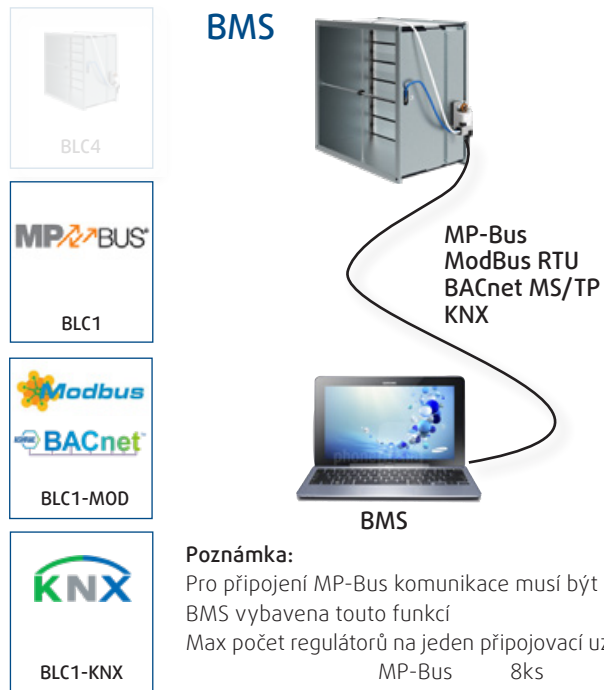 BMS
BLC4
MP BUS®
BLC1
Modbus
BACnet™
BLC1-MOD
KNX
BLC1-KNX
MP-Bus
ModBus RTU
BACnet MS/TP
KNX
BMS
Poznámka:
Pro připojení MP-Bus komunikace musí být
BMS vybavena touto funkcí
Max počet regulátorů na jeden připojovací
MP-Bus 8ks